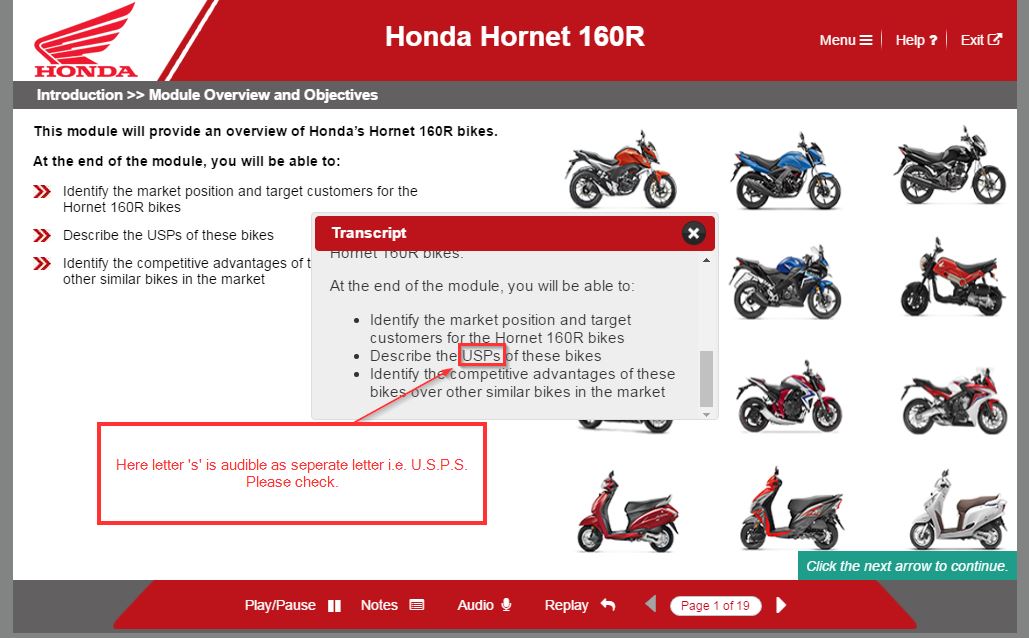 HONDA
Honda Hornet 160R
Menu
Help ?
Exit
Introduction >> Module Overview and Objectives
This module will provide an overview of Honda's Hornet 160R bikes.
At the end of the module, you will be able to:
Identify the market position and target customers for the
Hornet 160R bikes
Describe the USPs of these bikes
Identify the competitive advantages of t
other similar bikes in the market
Transcript
Hornet 160R bikes.
At the end of the module, you will be able to:
Identify the market position and target
customers for the Hornet 160R bikes
Describe the USPs of these bikes
Identify the competitive advantages of these
bikes over other similar bikes in the market
Here letter 's' is audible as seperate letter i.e. U.S.P.S.
Please check.
Click the next arrow to continue.
Play/Pause
Notes
Audio
Replay
Page 1 of 19